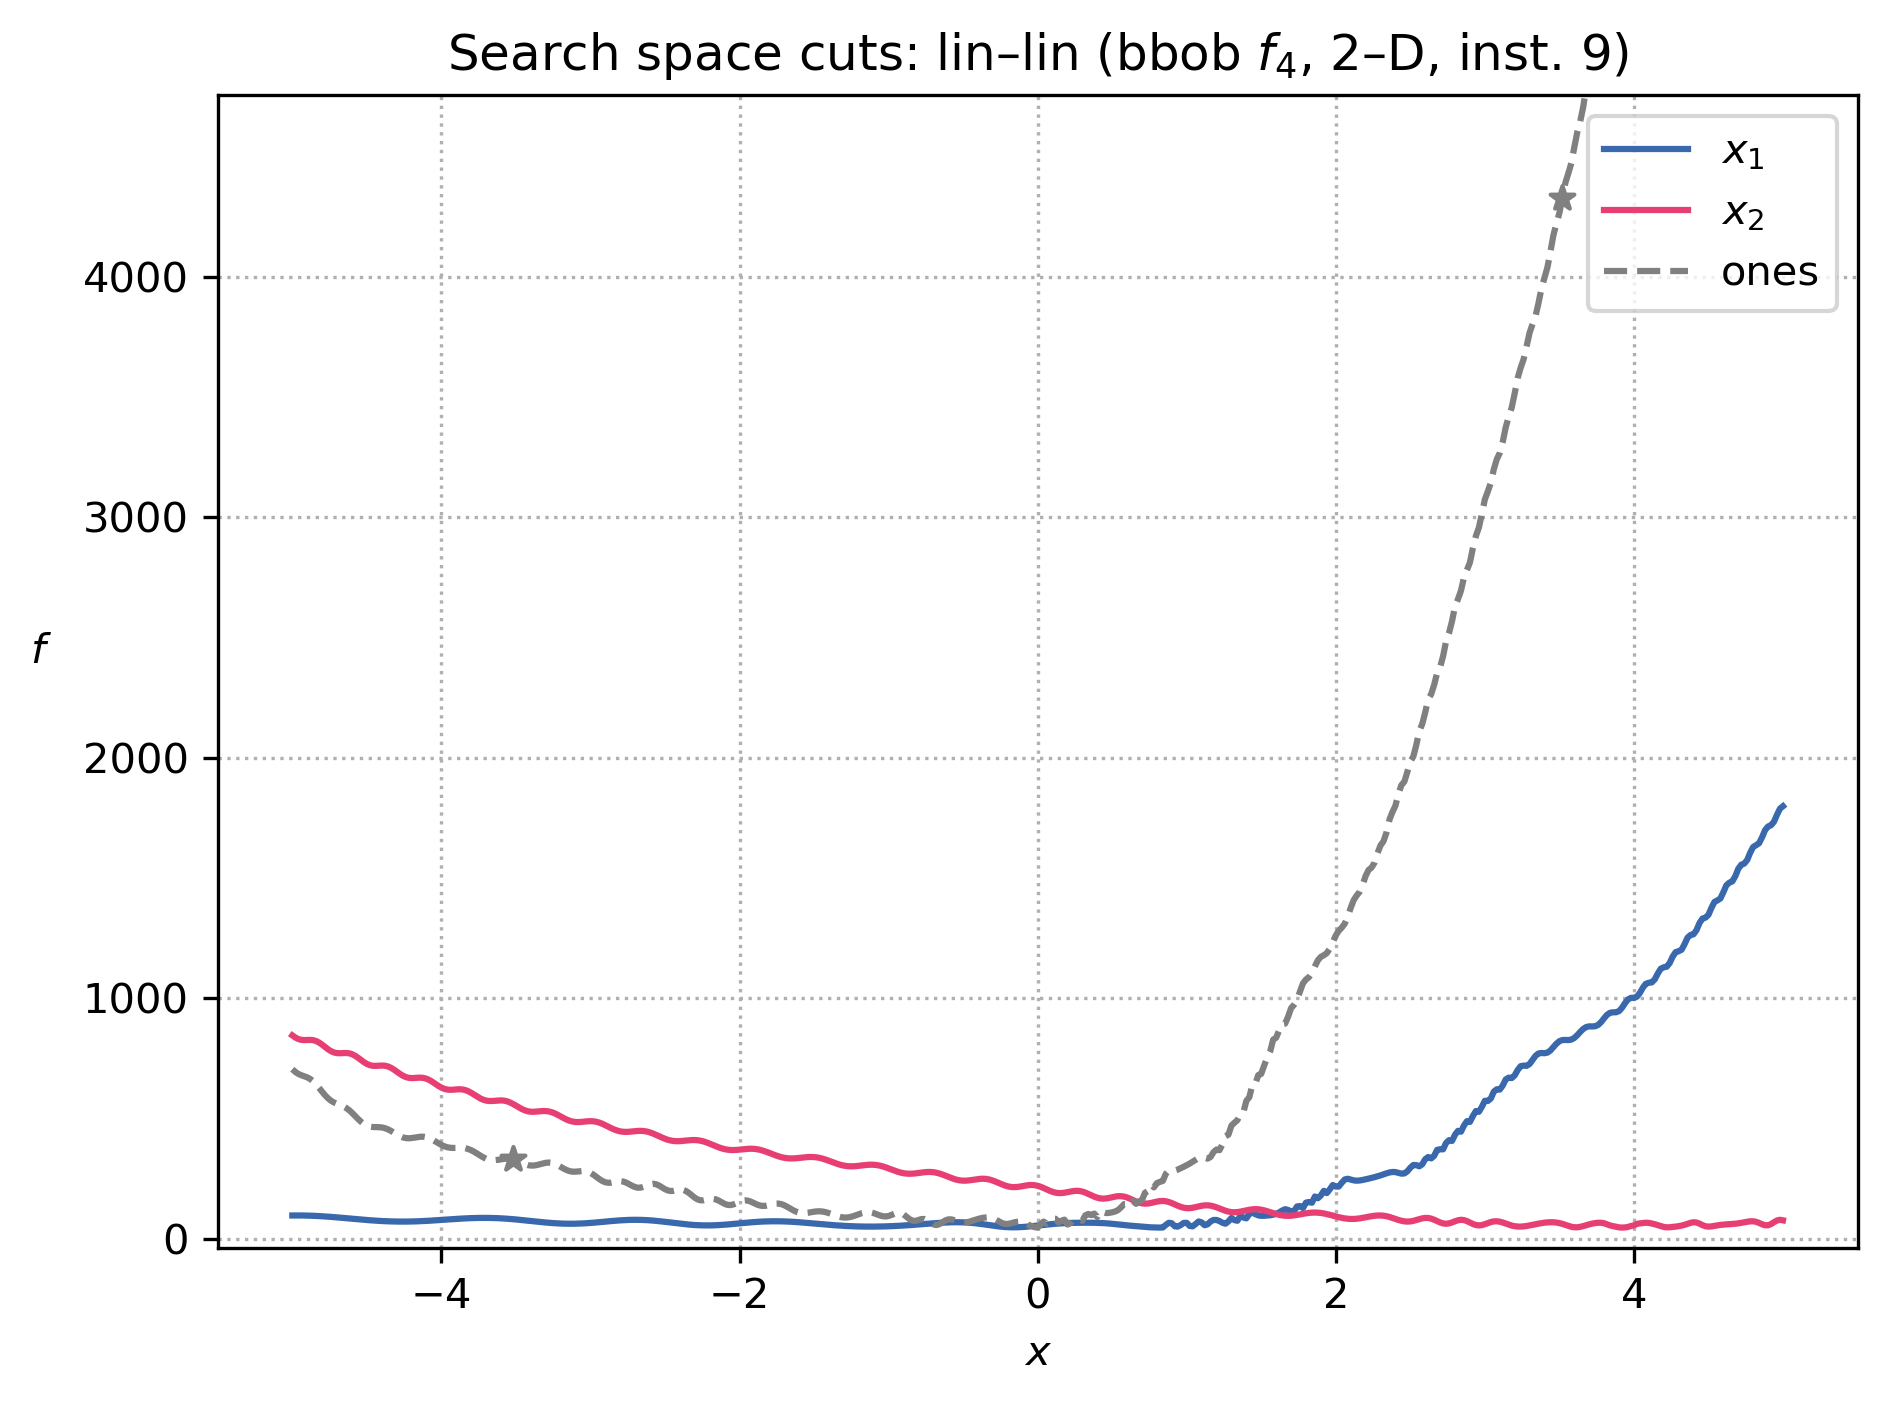 Search space cuts: lin–lin (bbob f₄, 2–D, inst. 9)
x₁
x₂
ones
f
4000
3000
2000
1000
0
−4
−2
0
2
4
x